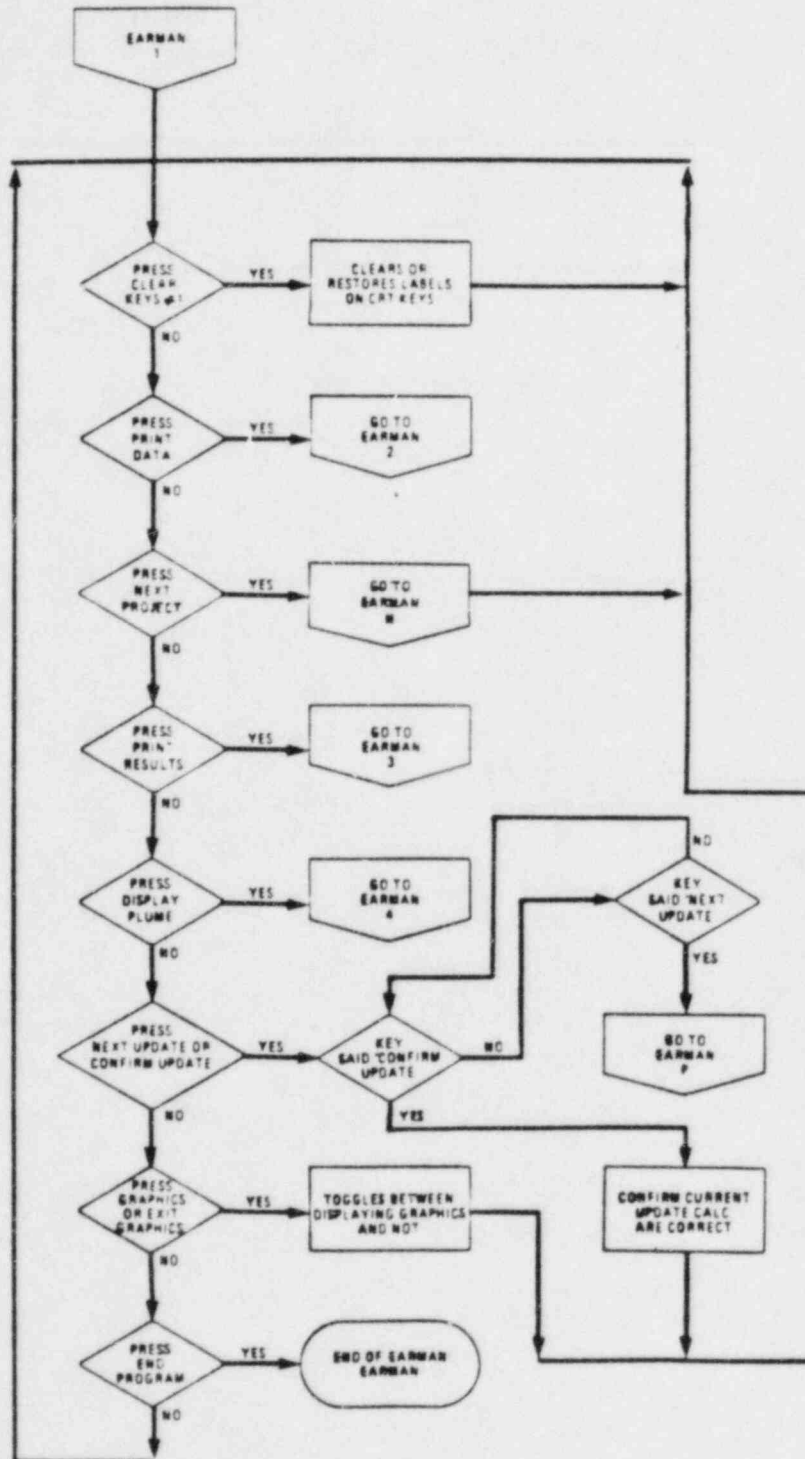 EARMAN
1
PRESS
CLEAR
KEYS #1
YES
CLEARS OR
RESTORES LABELS
ON CRT KEYS
NO
PRESS
PRINT
DATA
YES
GO TO
EARMAN
2
NO
PRESS
NEXT
PROJECT
YES
GO TO
EARMAN
NO
PRESS
PRINT
RESULTS
YES
GO TO
EARMAN
3
NO
PRESS
DISPLAY
PLUME
YES
GO TO
EARMAN
4
NO
KEY
SAID 'NEXT
UPDATE
NO
YES
GO TO
EARMAN
P
PRESS
NEXT UPDATE OR
CONFIRM UPDATE
YES
KEY
SAID 'CONFIRM
UPDATE
NO
YES
NO
CONFIRM CURRENT
UPDATE CALC
ARE CORRECT
PRESS
GRAPHICS
OR EXIT
GRAPHICS
YES
TOGGLES BETWEEN
DISPLAYING GRAPHICS
AND NOT
NO
PRESS
END
PROGRAM
YES
END OF EARMAN
EARMAN
NO